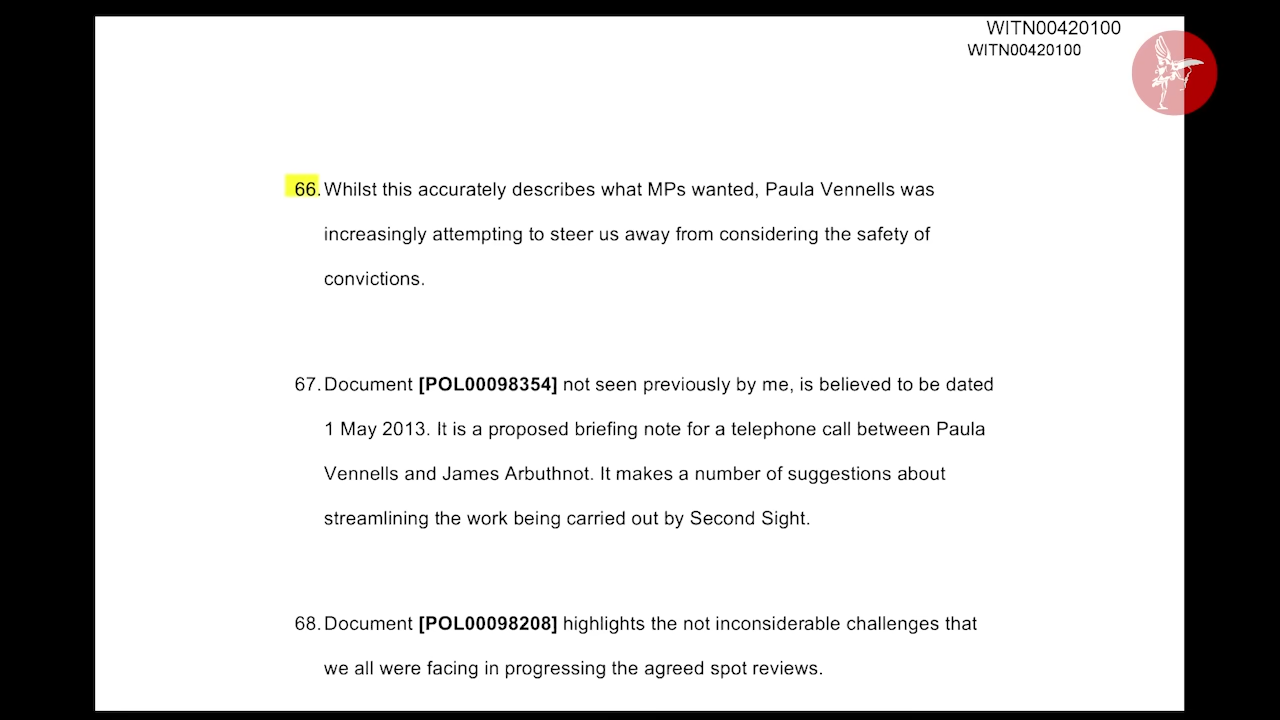 WITN00420100
WITN00420100
66. Whilst this accurately describes what MPs wanted, Paula Vennells was
increasingly attempting to steer us away from considering the safety of
convictions.
67. Document [POL00098354] not seen previously by me, is believed to be dated
1 May 2013. It is a proposed briefing note for a telephone call between Paula
Vennells and James Arbuthnot. It makes a number of suggestions about
streamlining the work being carried out by Second Sight.
68. Document [POL00098208] highlights the not inconsiderable challenges that
we all were facing in progressing the agreed spot reviews.